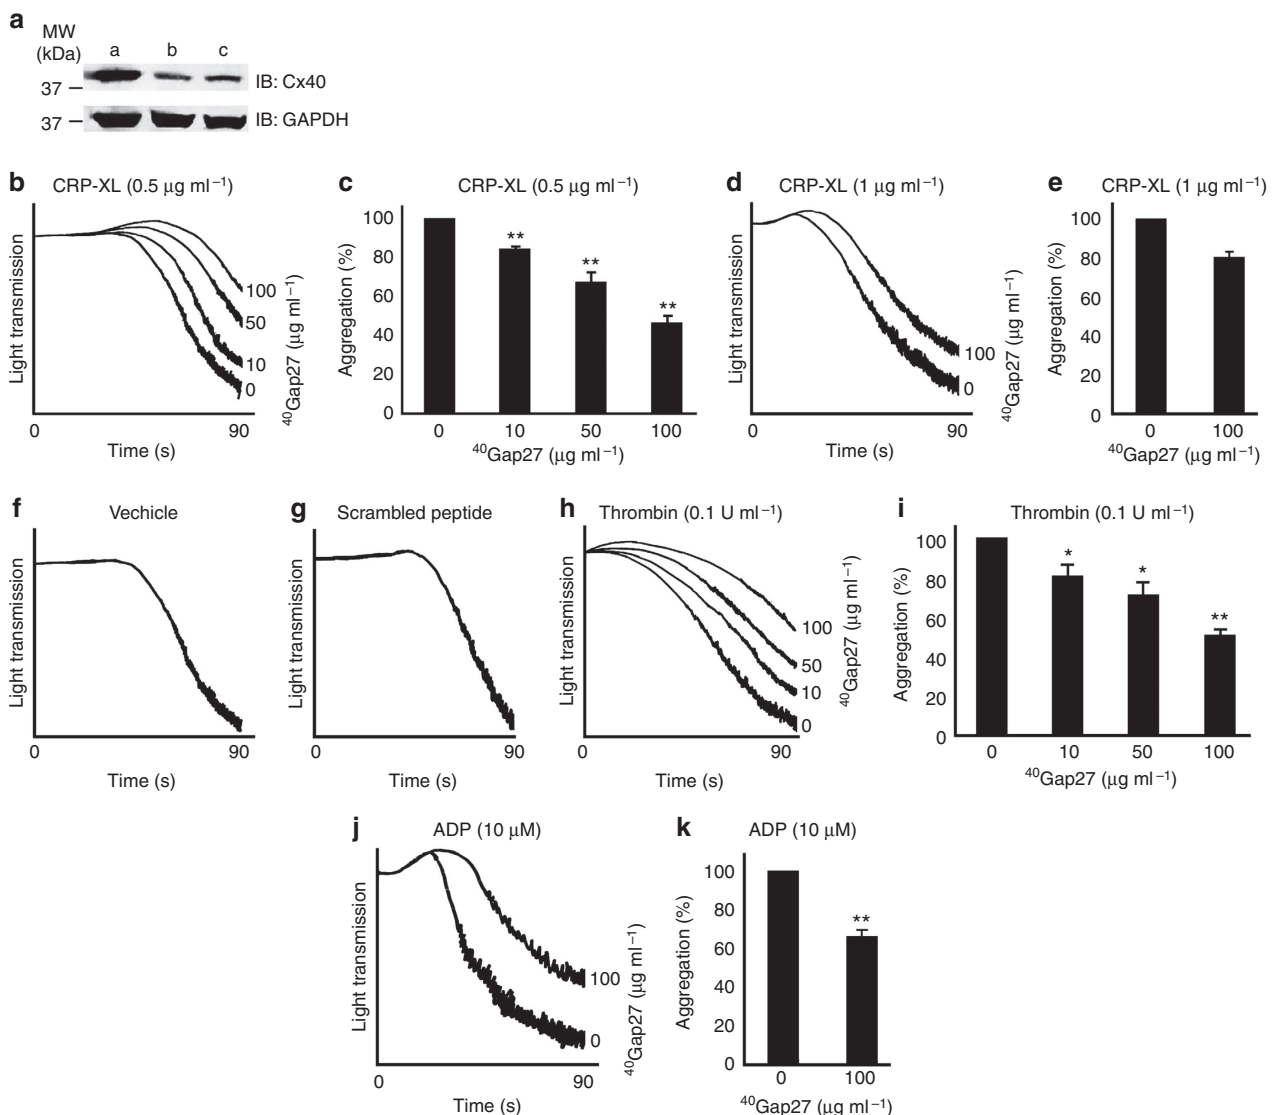 a
MW
(kDa)
a b c
37
IB: Cx40
37
IB: GAPDH
b
CRP-XL (0.5 μg ml⁻¹)
Light transmission
100
50
10
0
⁴⁰Gap27 (μg ml⁻¹)
0 90
Time (s)
c
CRP-XL (0.5 μg ml⁻¹)
Aggregation (%)
100
80
60
40
20
0
**
**
**
0 10 50 100
⁴⁰Gap27 (μg ml⁻¹)
d
CRP-XL (1 μg ml⁻¹)
Light transmission
100
0
⁴⁰Gap27 (μg ml⁻¹)
0 90
Time (s)
e
CRP-XL (1 μg ml⁻¹)
Aggregation (%)
100
80
60
40
20
0
0 100
⁴⁰Gap27 (μg ml⁻¹)
f
Vechicle
Light transmission
0 90
Time (s)
g
Scrambled peptide
Light transmission
0 90
Time (s)
h
Thrombin (0.1 U ml⁻¹)
Light transmission
100
50
10
0
⁴⁰Gap27 (μg ml⁻¹)
0 90
Time (s)
i
Thrombin (0.1 U ml⁻¹)
Aggregation (%)
100
80
60
40
20
0
*
*
**
0 10 50 100
⁴⁰Gap27 (μg ml⁻¹)
j
ADP (10 μM)
Light transmission
100
0
⁴⁰Gap27 (μg ml⁻¹)
0 90
Time (s)
k
ADP (10 μM)
Aggregation (%)
100
80
60
40
20
0
**
0 100
⁴⁰Gap27 (μg ml⁻¹)